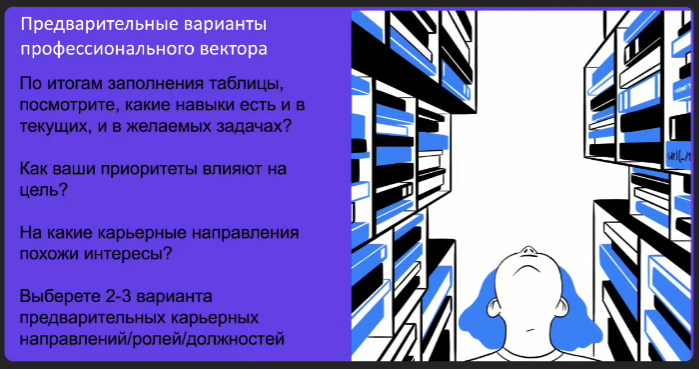 Предварительные варианты
профессионального вектора
По итогам заполнения таблицы,
посмотрите, какие навыки есть и в
текущих, и в желаемых задачах?
Как ваши приоритеты влияют на
цель?
На какие карьерные направления
похожи интересы?
Выберете 2-3 варианта
предварительных карьерных
направлений/ролей/должностей